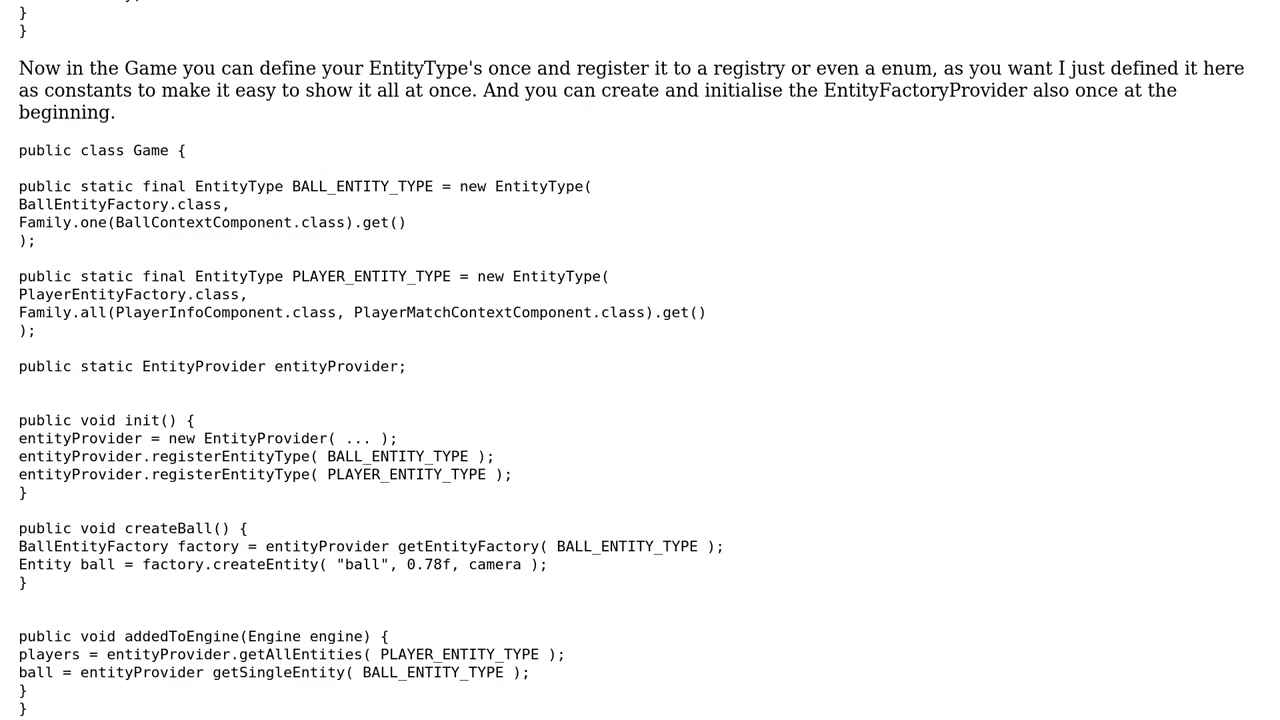 }
}
Now in the Game you can define your EntityType's once and register it to a registry or even a enum, as you want I just defined it here
as constants to make it easy to show it all at once. And you can create and initialise the EntityFactoryProvider also once at the
beginning.
public class Game {
public static final EntityType BALL_ENTITY_TYPE = new EntityType(
BallEntityFactory.class,
Family.one(BallContextComponent.class).get()
);
public static final EntityType PLAYER_ENTITY_TYPE = new EntityType(
PlayerEntityFactory.class,
Family.all(PlayerInfoComponent.class, PlayerMatchContextComponent.class).get()
);
public static EntityProvider entityProvider;
public void init() {
entityProvider = new EntityProvider( ... );
entityProvider.registerEntityType( BALL_ENTITY_TYPE );
entityProvider.registerEntityType( PLAYER_ENTITY_TYPE );
}
public void createBall() {
BallEntityFactory factory = entityProvider getEntityFactory( BALL_ENTITY_TYPE );
Entity ball = factory.createEntity( "ball", 0.78f, camera );
}
public void addedToEngine(Engine engine) {
players = entityProvider.getAllEntities( PLAYER_ENTITY_TYPE );
ball = entityProvider getSingleEntity( BALL_ENTITY_TYPE );
}
}